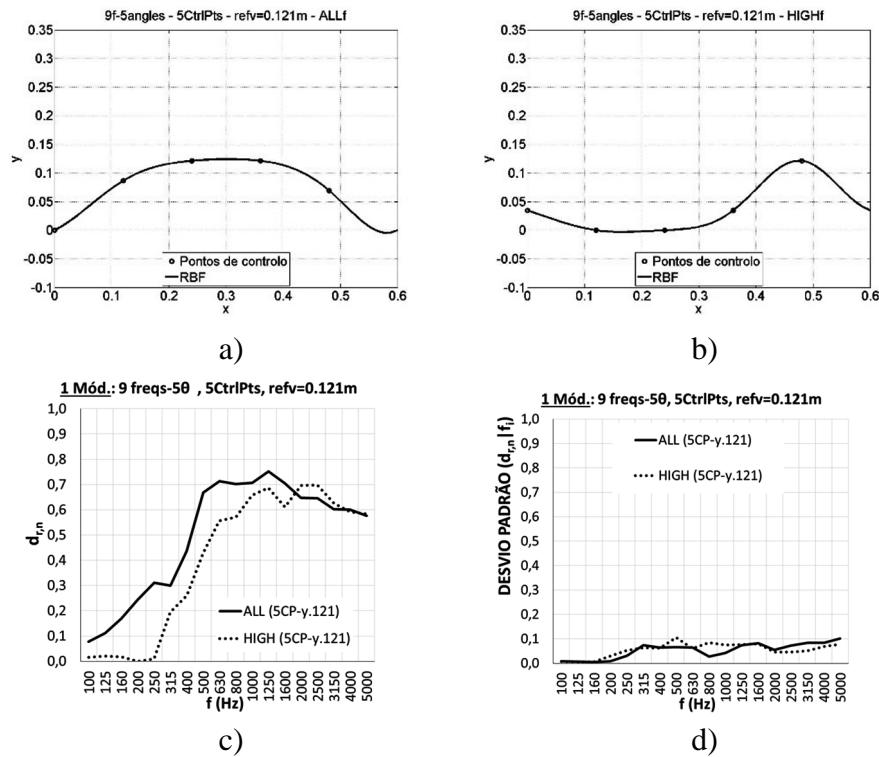 9f-5angles - 5CtrlPts - refv=0.121m - ALLf
0.35
0.3
0.25
0.2
0.15
0.1
0.05
0
-0.05
-0.1
y
Pontos de controlo
RBF
0 0.1 0.2 0.3 0.4 0.5 0.6
x
a)
9f-5angles - 5CtrlPts - refv=0.121m - HIGHf
0.35
0.3
0.25
0.2
0.15
0.1
0.05
0
-0.05
-0.1
y
Pontos de controlo
RBF
0 0.1 0.2 0.3 0.4 0.5 0.6
x
b)
1 Mód.: 9 freqs-5θ , 5CtrlPts, refv=0.121m
1,0
0,9
0,8
0,7
0,6
0,5
0,4
0,3
0,2
0,1
0,0
d_{r,n}
ALL (5CP-y.121)
HIGH (5CP-y.121)
100 125 160 200 250 315 400 500 630 800 1000 1250 1600 2000 2500 3150 4000 5000
f (Hz)
c)
1 Mód.: 9 freqs-5θ, 5CtrlPts, refv=0.121m
1,0
0,9
0,8
0,7
0,6
0,5
0,4
0,3
0,2
0,1
0,0
DESVIO PADRÃO (d_{r,n}|f_i)
ALL (5CP-y.121)
HIGH (5CP-y.121)
100 125 160 200 250 315 400 500 630 800 1000 1250 1600 2000 2500 3150 4000 5000
f (Hz)
d)